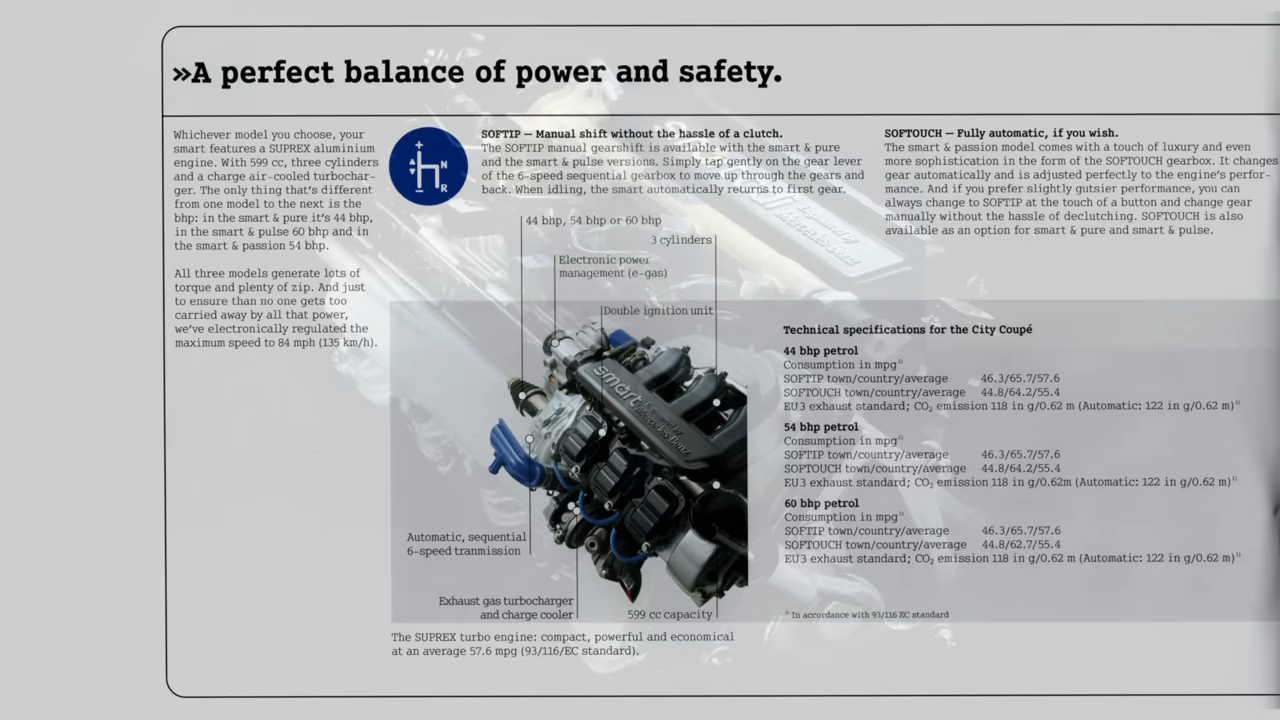 »A perfect balance of power and safety.
Whichever model you choose, your
smart features a SUPREX aluminium
engine. With 599 cc, three cylinders
and a charge air-cooled turbochar-
ger. The only thing that's different
from one model to the next is the
bhp: in the smart & pure it's 44 bhp,
in the smart & pulse 60 bhp and in
the smart & passion 54 bhp.
All three models generate lots of
torque and plenty of zip. And just
to ensure than no one gets too
carried away by all that power,
we've electronically regulated the
maximum speed to 84 mph (135 km/h).
+
N
R
SOFTIP – Manual shift without the hassle of a clutch.
The SOFTIP manual gearshift is available with the smart & pure
and the smart & pulse versions. Simply tap gently on the gear lever
of the 6-speed sequential gearbox to move up through the gears and
back. When idling, the smart automatically returns to first gear.
SOFTOUCH – Fully automatic, if you wish.
The smart & passion model comes with a touch of luxury and even
more sophistication in the form of the SOFTOUCH gearbox. It changes
gear automatically and is adjusted perfectly to the engine's perfor-
mance. And if you prefer slightly gutsier performance, you can
always change to SOFTIP at the touch of a button and change gear
manually without the hassle of declutching. SOFTOUCH is also
available as an option for smart & pure and smart & pulse.
44 bhp, 54 bhp or 60 bhp
3 cylinders
Electronic power
management (e-gas)
Double ignition unit
smart
Mercedes-Benz
Automatic, sequential
6-speed tranmission
Exhaust gas turbocharger
and charge cooler
599 cc capacity
The SUPREX turbo engine: compact, powerful and economical
at an average 57.6 mpg (93/116/EC standard).
Technical specifications for the City Coupé
44 bhp petrol
Consumption in mpg¹⁾
SOFTIP town/country/average 46.3/65.7/57.6
SOFTOUCH town/country/average 44.8/64.2/55.4
EU3 exhaust standard; CO₂ emission 118 in g/0.62 m (Automatic: 122 in g/0.62 m)¹⁾
54 bhp petrol
Consumption in mpg¹⁾
SOFTIP town/country/average 46.3/65.7/57.6
SOFTOUCH town/country/average 44.8/64.2/55.4
EU3 exhaust standard; CO₂ emission 118 in g/0.62m (Automatic: 122 in g/0.62 m)¹⁾
60 bhp petrol
Consumption in mpg¹⁾
SOFTIP town/country/average 46.3/65.7/57.6
SOFTOUCH town/country/average 44.8/62.7/55.4
EU3 exhaust standard; CO₂ emission 118 in g/0.62 m (Automatic: 122 in g/0.62 m)¹⁾
¹⁾ In accordance with 93/116 EC standard